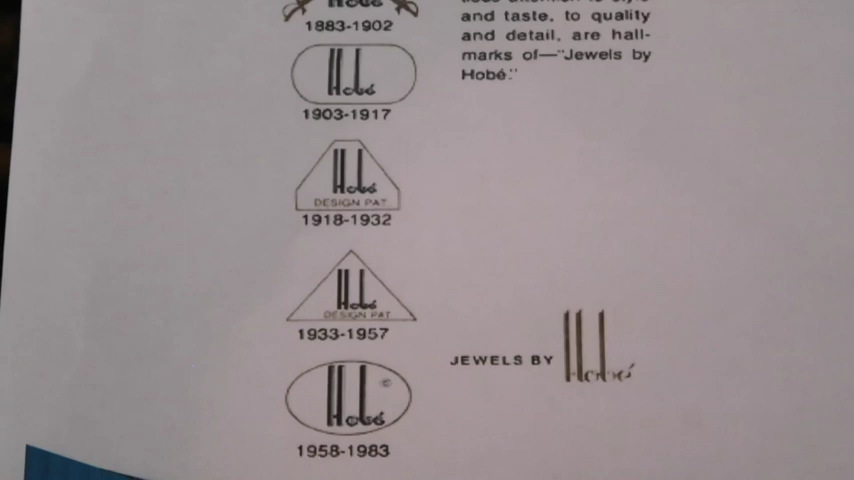 Hobé
1883-1902
Hobé
1903-1917
Hobé
DESIGN PAT.
1918-1932
Hobé
DESIGN PAT.
1933-1957
Hobé ©
1958-1983
and taste, to quality
and detail, are hall-
marks of—"Jewels by
Hobé."
JEWELS BY Hobé